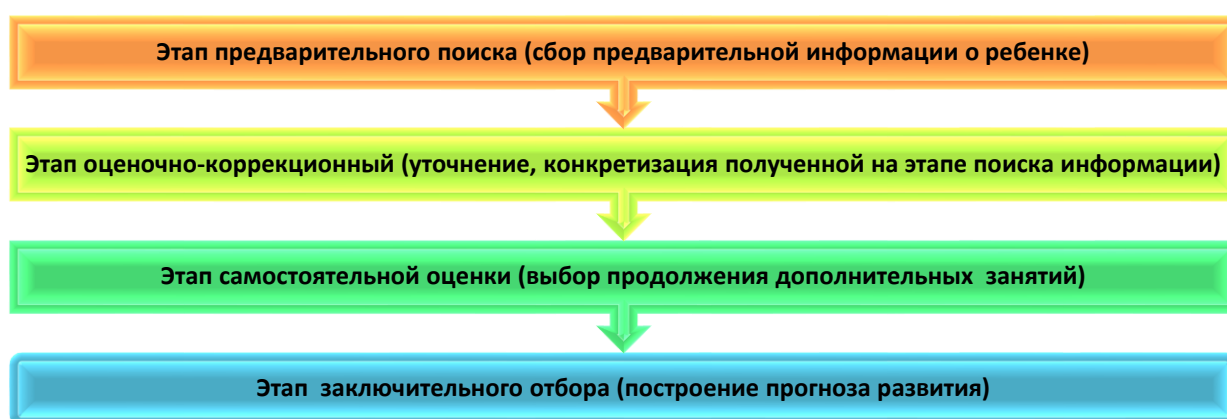 Этап предварительного поиска (сбор предварительной информации о ребенке)
Этап оценочно-коррекционный (уточнение, конкретизация полученной на этапе поиска информации)
Этап самостоятельной оценки (выбор продолжения дополнительных занятий)
Этап заключительного отбора (построение прогноза развития)